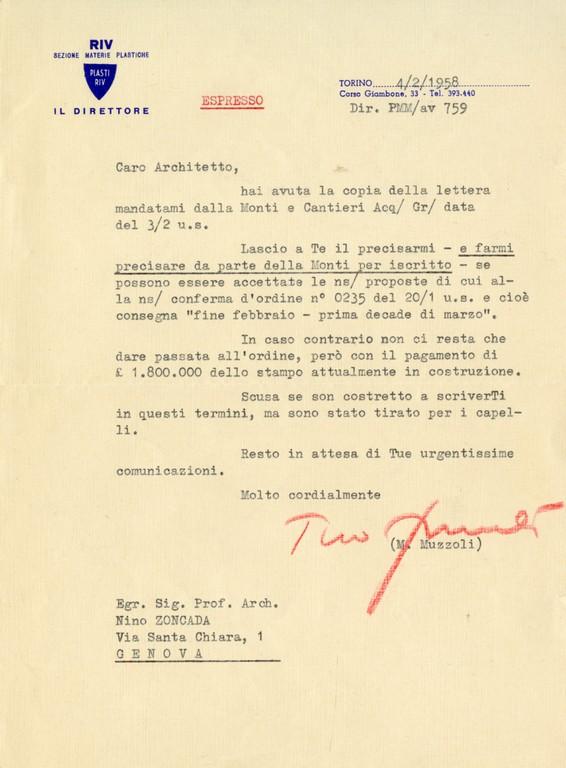 RIV
SEZIONE MATERIE PLASTICHE
PLASTI
RIV
IL DIRETTORE
ESPRESSO
TORINO 4/2/1958
Corso Giambone, 33 - Tel. 393.440
Dir. PMM/av 759
Caro Architetto,
hai avuta la copia della lettera
mandatami dalla Monti e Cantieri Acq/ Gr/ data
del 3/2 u.s.
Lascio a Te il precisarmi - e farmi
precisare da parte della Monti per iscritto - se
possono essere accettate le ns/ proposte di cui al-
la ns/ conferma d'ordine n° 0235 del 20/1 u.s. e cioè
consegna "fine febbraio - prima decade di marzo".
In caso contrario non ci resta che
dare passata all'ordine, però con il pagamento di
£ 1.800.000 dello stampo attualmente in costruzione.
Scusa se son costretto a scriverTi
in questi termini, ma sono stato tirato per i capel-
li.
Resto in attesa di Tue urgentissime
comunicazioni.
Molto cordialmente
(M. Muzzoli)
Egr. Sig. Prof. Arch.
Nino ZONCADA
Via Santa Chiara, 1
GENOVA